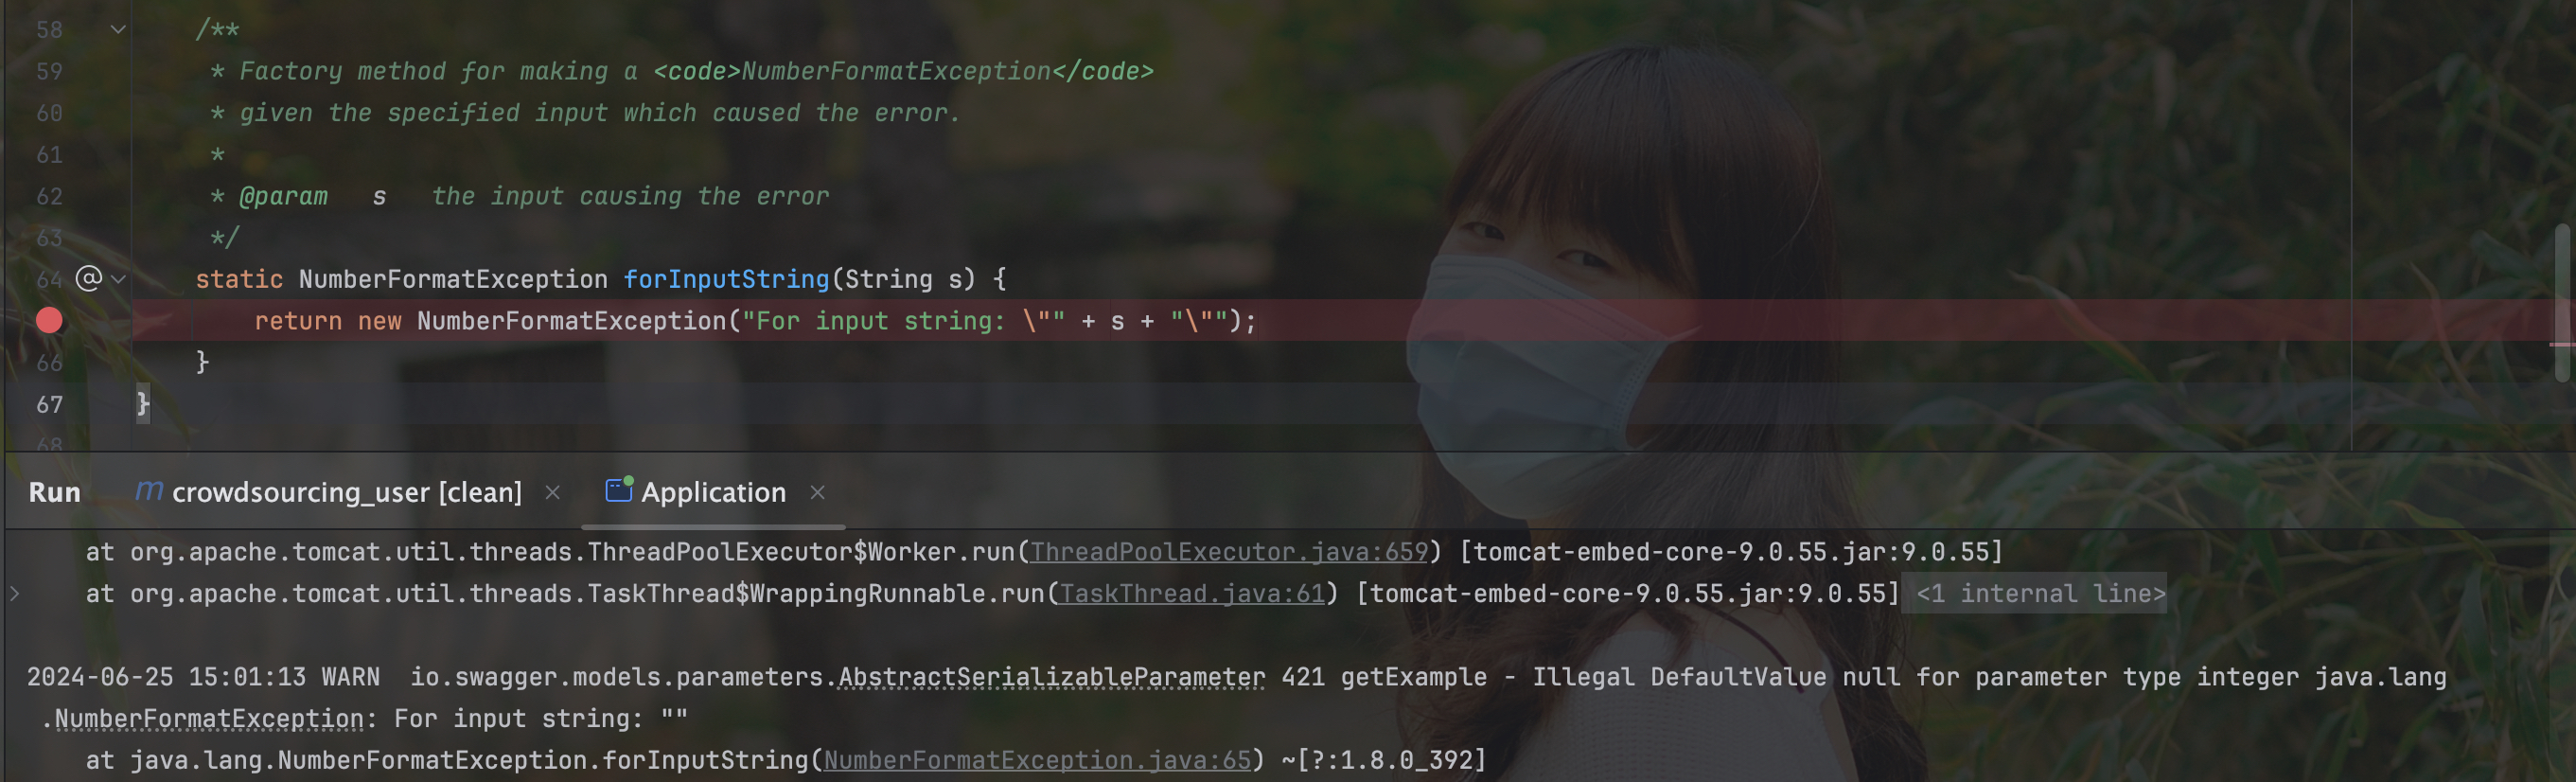 58 /**
59 * Factory method for making a <code>NumberFormatException</code>
60 * given the specified input which caused the error.
61 *
62 * @param s the input causing the error
63 */
64 @ static NumberFormatException forInputString(String s) {
return new NumberFormatException("For input string: \"" + s + "\"");
66 }
67 }
68
Run m crowdsourcing_user [clean] × Application ×
at org.apache.tomcat.util.threads.ThreadPoolExecutor$Worker.run(ThreadPoolExecutor.java:659) [tomcat-embed-core-9.0.55.jar:9.0.55]
at org.apache.tomcat.util.threads.TaskThread$WrappingRunnable.run(TaskThread.java:61) [tomcat-embed-core-9.0.55.jar:9.0.55] <1 internal line>
2024-06-25 15:01:13 WARN io.swagger.models.parameters.AbstractSerializableParameter 421 getExample - Illegal DefaultValue null for parameter type integer java.lang
.NumberFormatException: For input string: ""
at java.lang.NumberFormatException.forInputString(NumberFormatException.java:65) ~[?:1.8.0_392]